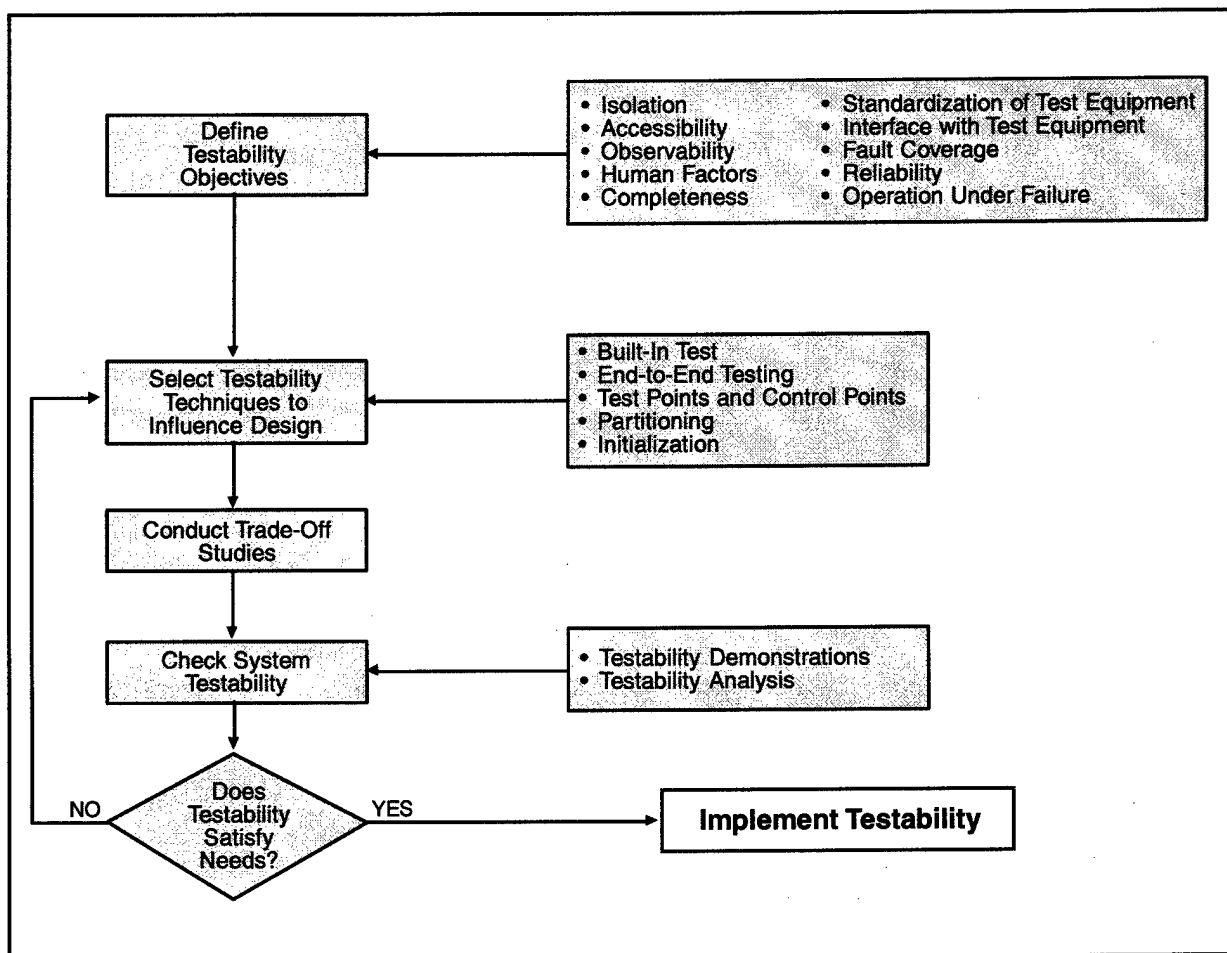 Define
Testability
Objectives
• Isolation
• Accessibility
• Observability
• Human Factors
• Completeness
• Standardization of Test Equipment
• Interface with Test Equipment
• Fault Coverage
• Reliability
• Operation Under Failure
Select Testability
Techniques to
Influence Design
• Built-In Test
• End-to-End Testing
• Test Points and Control Points
• Partitioning
• Initialization
Conduct Trade-Off
Studies
Check System
Testability
• Testability Demonstrations
• Testability Analysis
Does
Testability
Satisfy
Needs?
NO
YES
Implement Testability